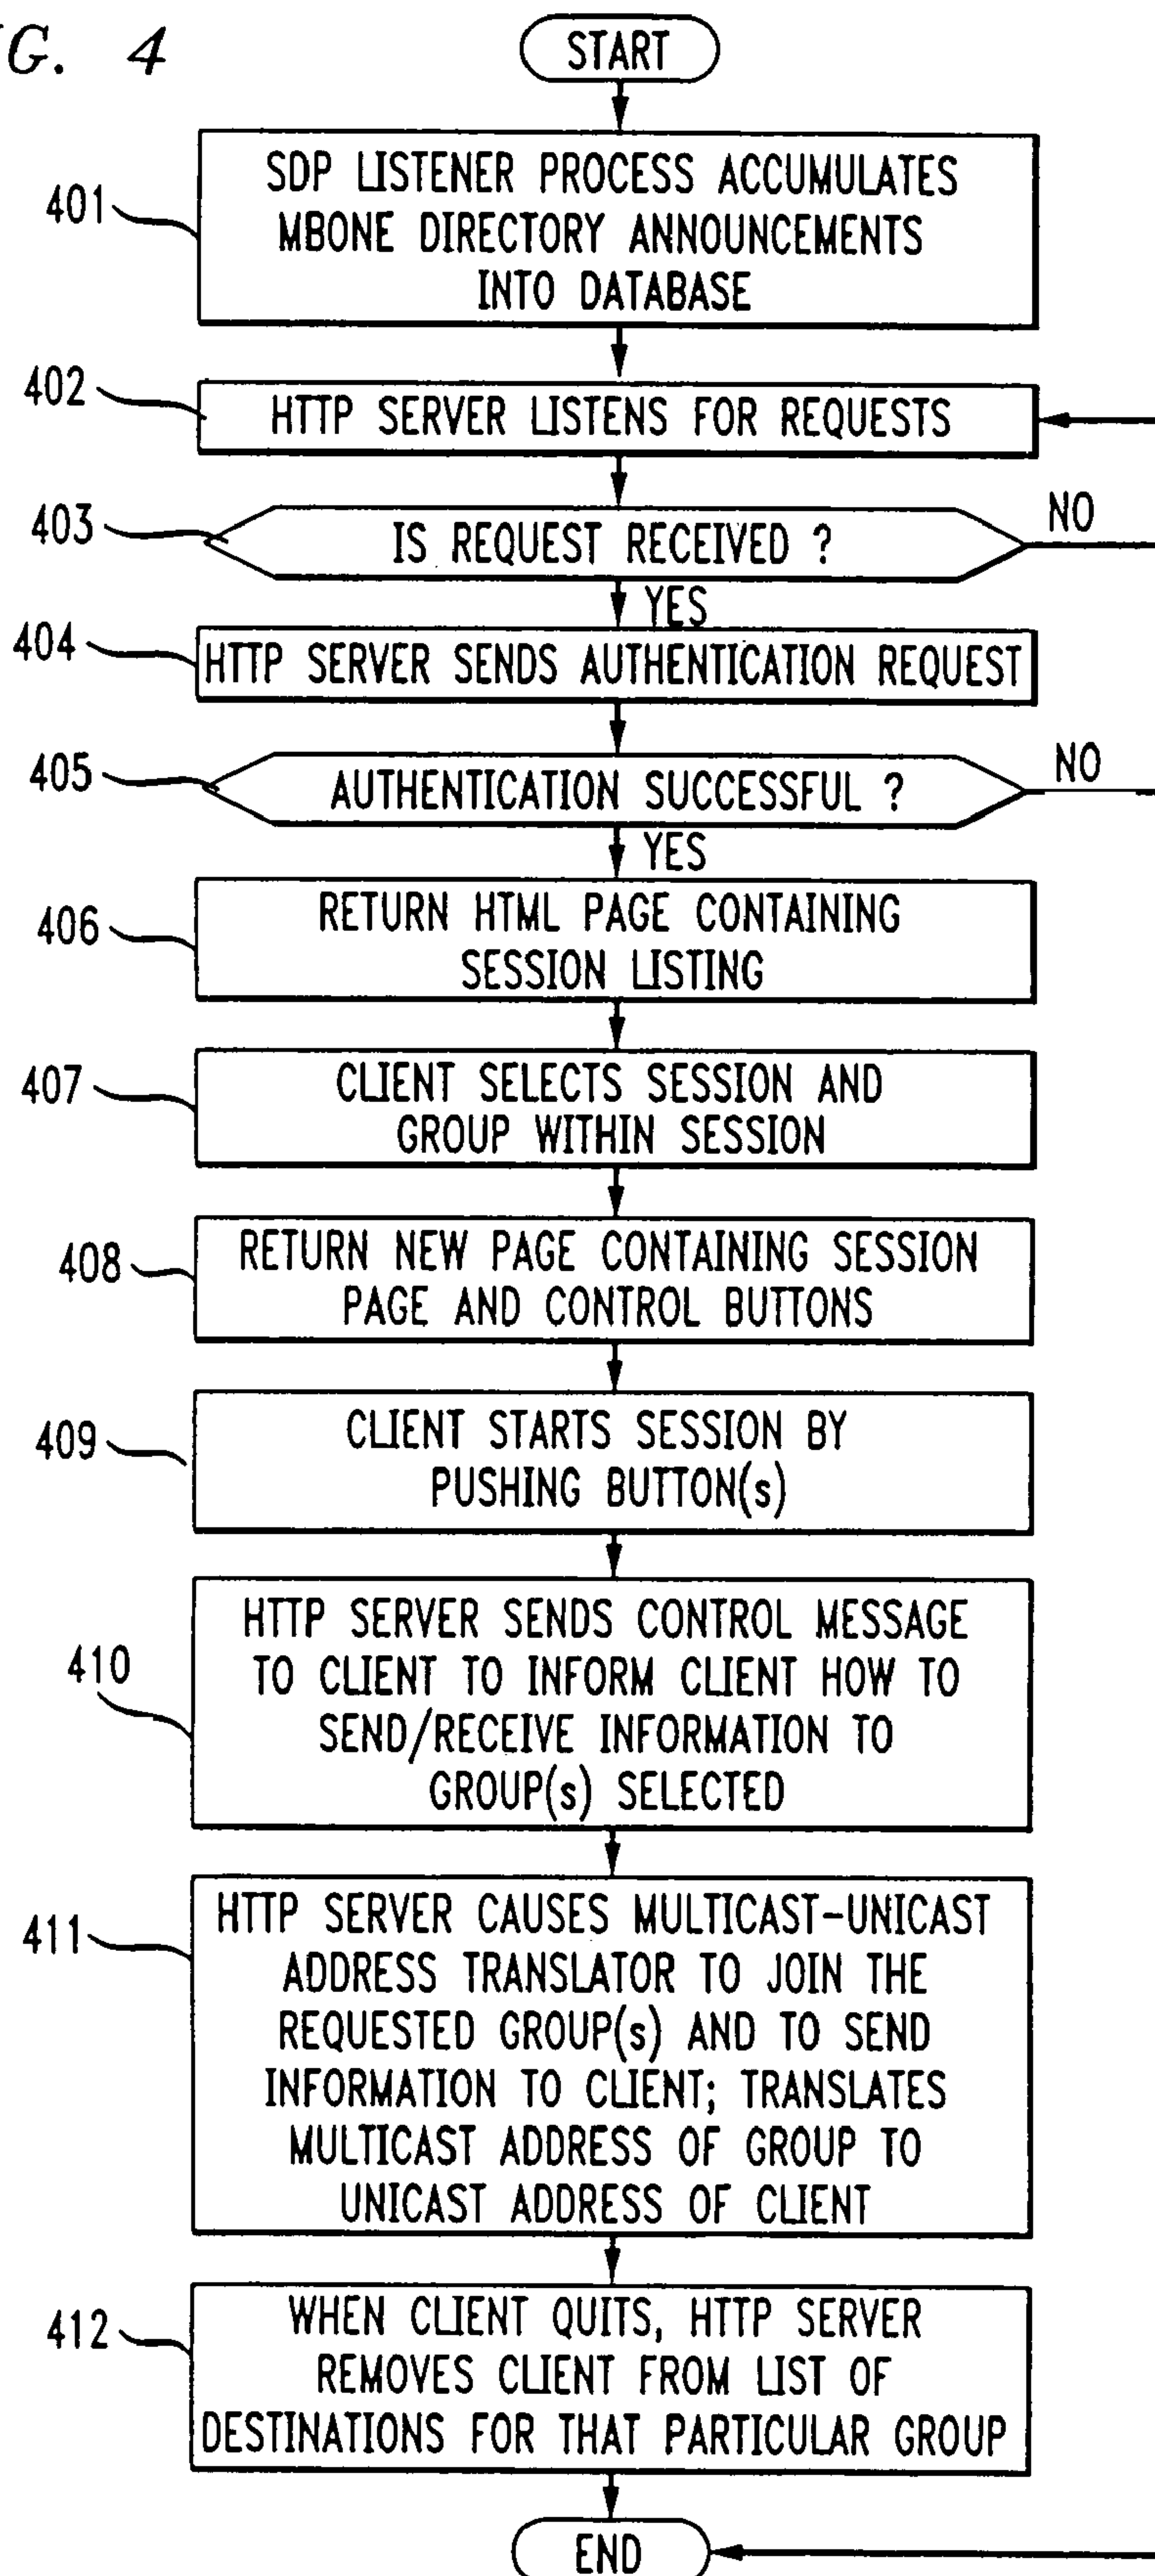 G. 4
START
401
SDP LISTENER PROCESS ACCUMULATES
MBONE DIRECTORY ANNOUNCEMENTS
INTO DATABASE
402
HTTP SERVER LISTENS FOR REQUESTS
403
IS REQUEST RECEIVED ?
NO
YES
404
HTTP SERVER SENDS AUTHENTICATION REQUEST
405
AUTHENTICATION SUCCESSFUL ?
NO
YES
406
RETURN HTML PAGE CONTAINING
SESSION LISTING
407
CLIENT SELECTS SESSION AND
GROUP WITHIN SESSION
408
RETURN NEW PAGE CONTAINING SESSION
PAGE AND CONTROL BUTTONS
409
CLIENT STARTS SESSION BY
PUSHING BUTTON(s)
410
HTTP SERVER SENDS CONTROL MESSAGE
TO CLIENT TO INFORM CLIENT HOW TO
SEND/RECEIVE INFORMATION TO
GROUP(s) SELECTED
411
HTTP SERVER CAUSES MULTICAST-UNICAST
ADDRESS TRANSLATOR TO JOIN THE
REQUESTED GROUP(s) AND TO SEND
INFORMATION TO CLIENT; TRANSLATES
MULTICAST ADDRESS OF GROUP TO
UNICAST ADDRESS OF CLIENT
412
WHEN CLIENT QUITS, HTTP SERVER
REMOVES CLIENT FROM LIST OF
DESTINATIONS FOR THAT PARTICULAR GROUP
END